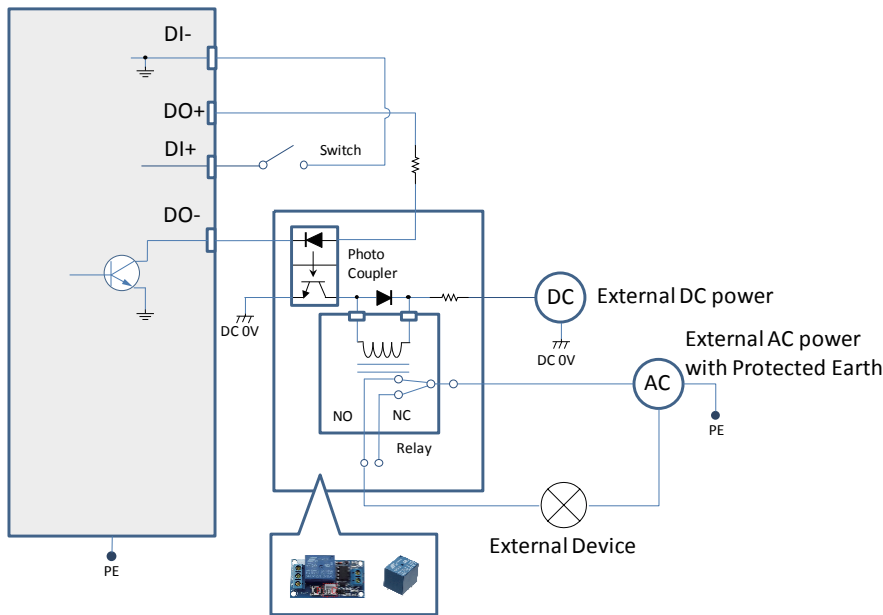 DI-
DO+
DI+
Switch
DO-
Photo
Coupler
DC 0V
DC
External DC power
DC 0V
External AC power
with Protected Earth
AC
PE
NO
NC
Relay
External Device
PE